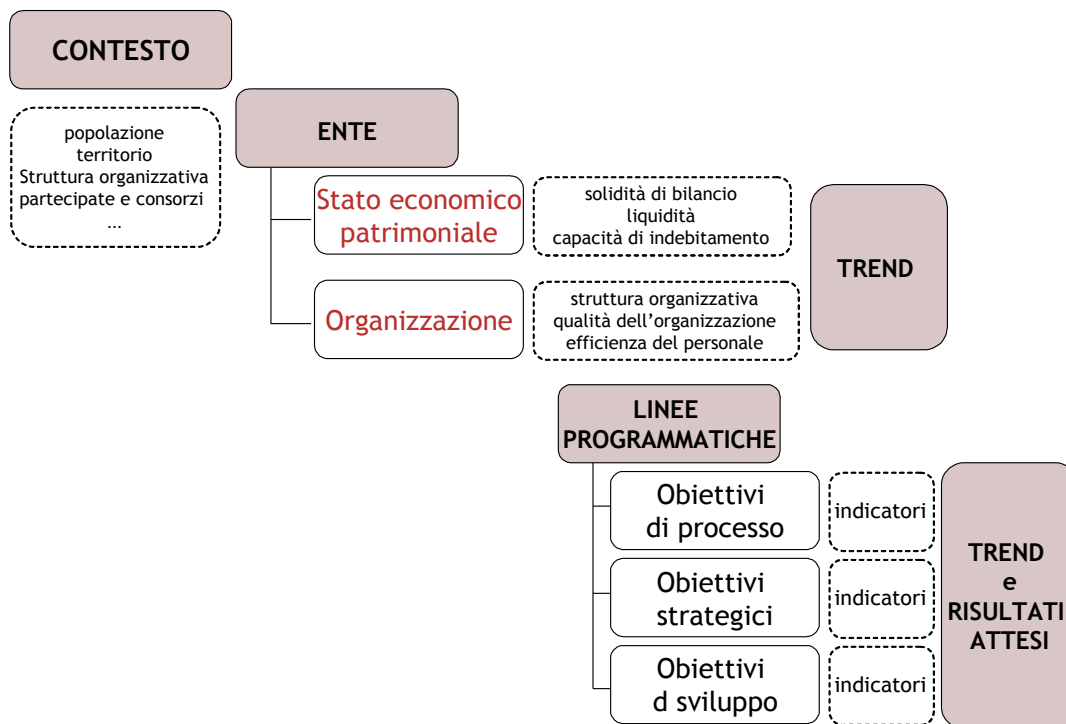 CONTESTO
popolazione
territorio
Struttura organizzativa
partecipate e consorzi
...
ENTE
Stato economico
patrimoniale
solidità di bilancio
liquidità
capacità di indebitamento
Organizzazione
struttura organizzativa
qualità dell’organizzazione
efficienza del personale
TREND
LINEE
PROGRAMMATICHE
Obiettivi
di processo
indicatori
Obiettivi
strategici
indicatori
Obiettivi
d sviluppo
indicatori
TREND
e
RISULTATI
ATTESI